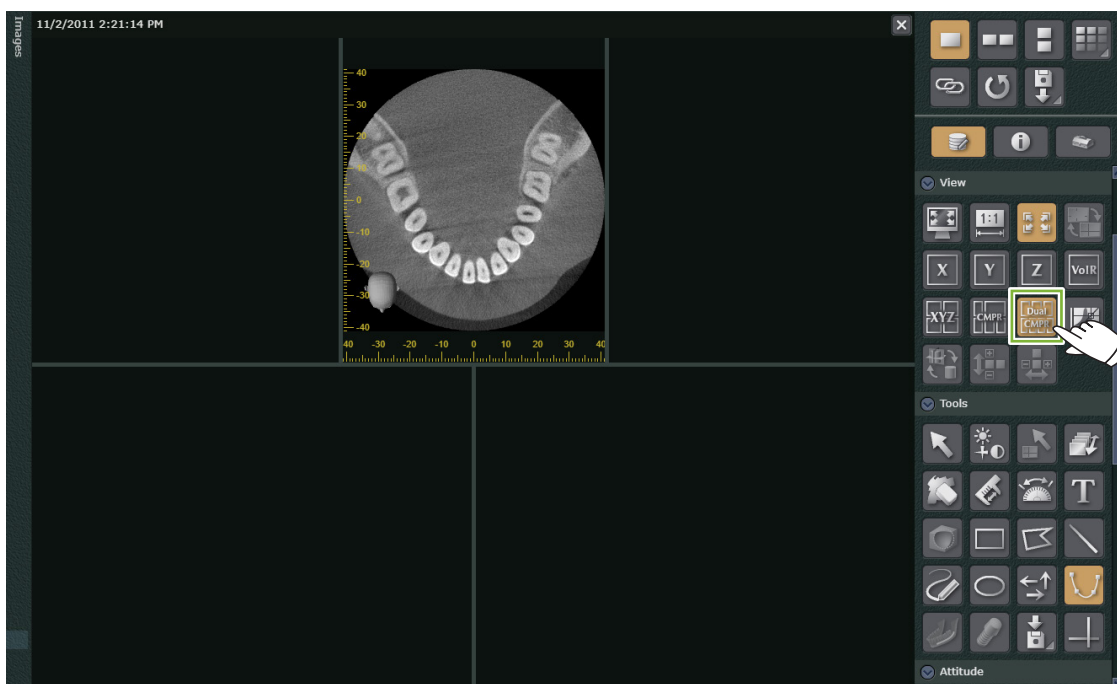 Images
11/2/2011 2:21:14 PM
View
1:1
X
Y
Z
VolR
XYZ
CMPR
Dual
CMPR
40
30
20
10
0
-10
-20
-30
-40
40 -30 -20 -10 0 10 20 30 40
Tools
T
Attitude